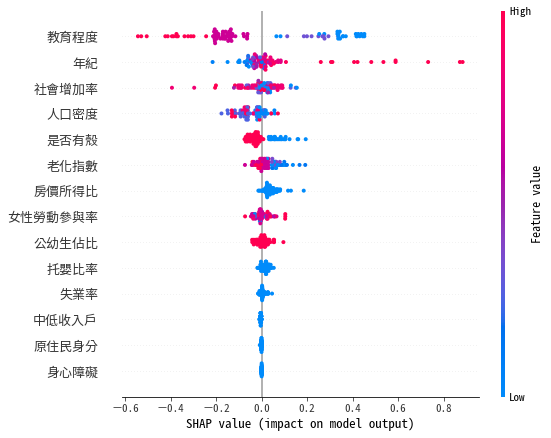 High
教育程度
年紀
社會增加率
人口密度
是否有殼
老化指數
房價所得比
女性勞動參與率
公幼生佔比
托嬰比率
失業率
中低收入戶
原住民身分
身心障礙
Feature value
Low
−0.6 −0.4 −0.2 0.0 0.2 0.4 0.6 0.8
SHAP value (impact on model output)